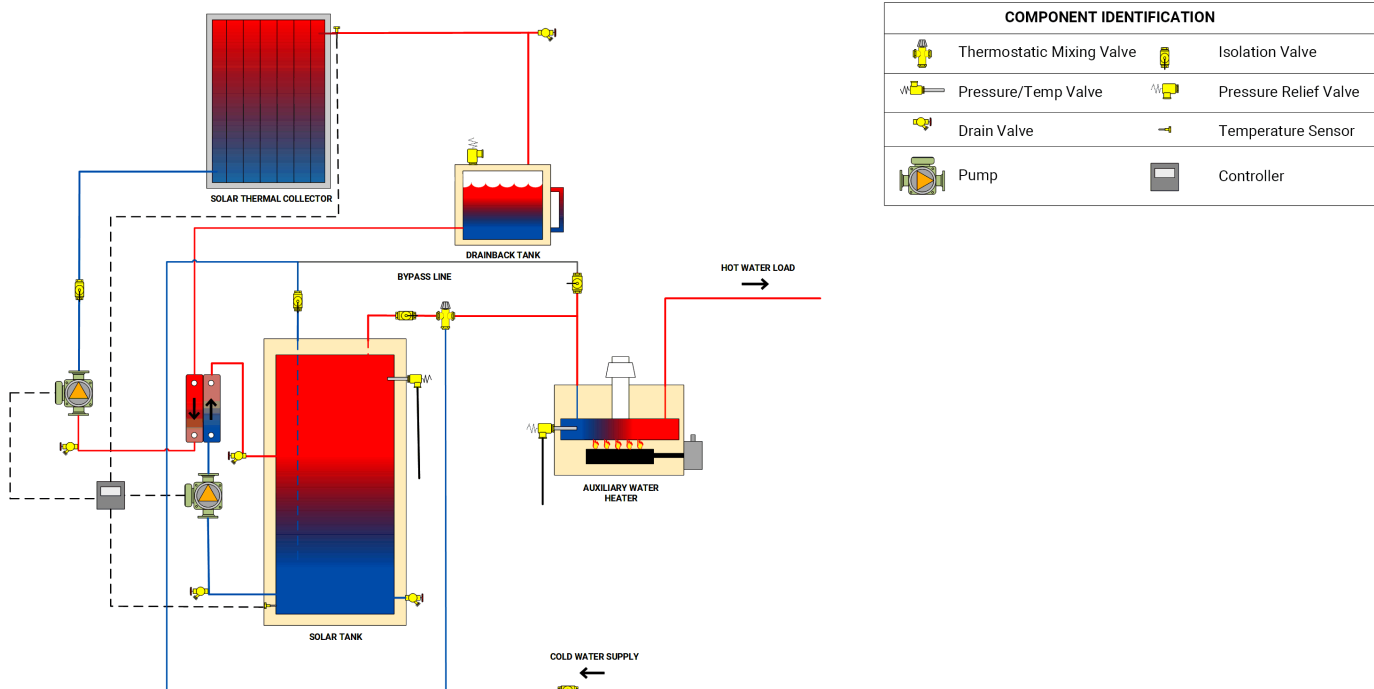 COMPONENT IDENTIFICATION
Thermostatic Mixing Valve
Isolation Valve
Pressure/Temp Valve
Pressure Relief Valve
Drain Valve
Temperature Sensor
Pump
Controller
SOLAR THERMAL COLLECTOR
DRAINBACK TANK
BYPASS LINE
HOT WATER LOAD
AUXILIARY WATER
HEATER
SOLAR TANK
COLD WATER SUPPLY